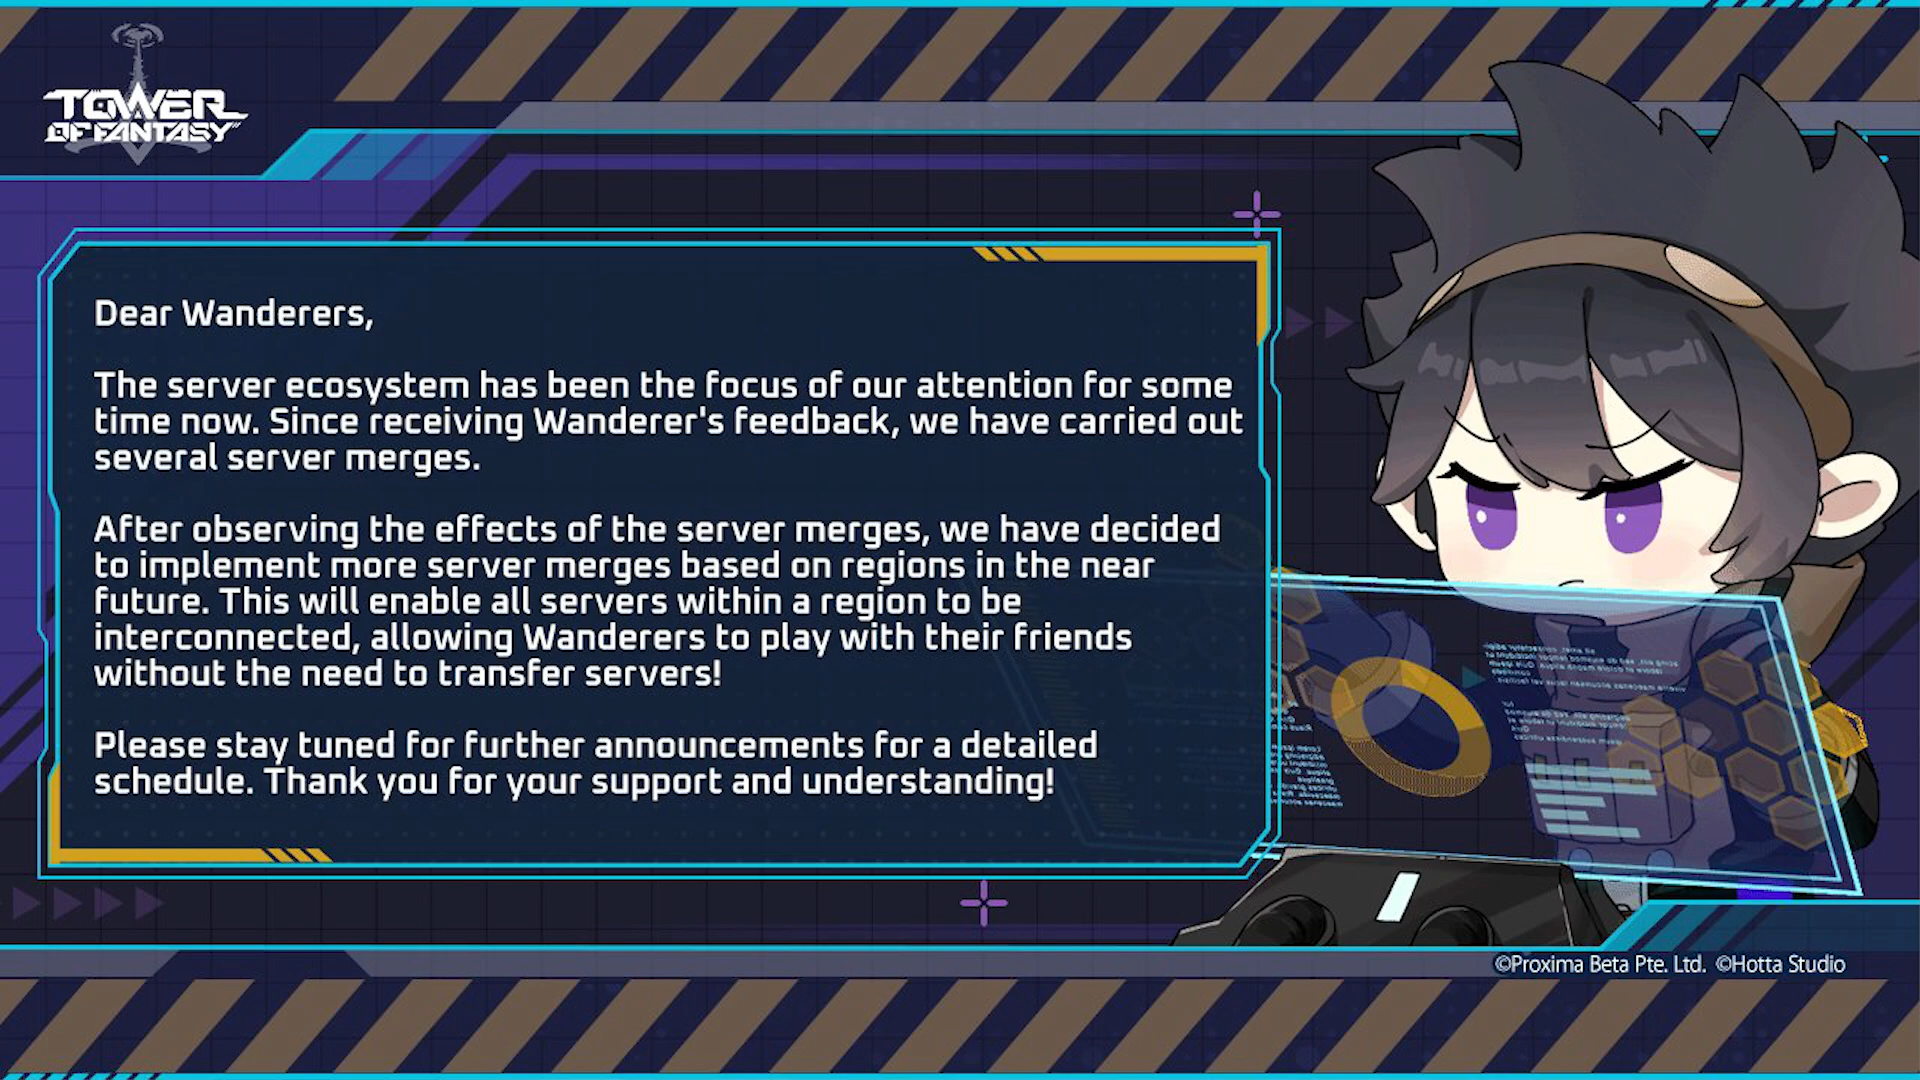 TOWER
OF FANTASY
Dear Wanderers,
The server ecosystem has been the focus of our attention for some
time now. Since receiving Wanderer's feedback, we have carried out
several server merges.
After observing the effects of the server merges, we have decided
to implement more server merges based on regions in the near
future. This will enable all servers within a region to be
interconnected, allowing Wanderers to play with their friends
without the need to transfer servers!
Please stay tuned for further announcements for a detailed
schedule. Thank you for your support and understanding!
©Proxima Beta Pte. Ltd. ©Hotta Studio